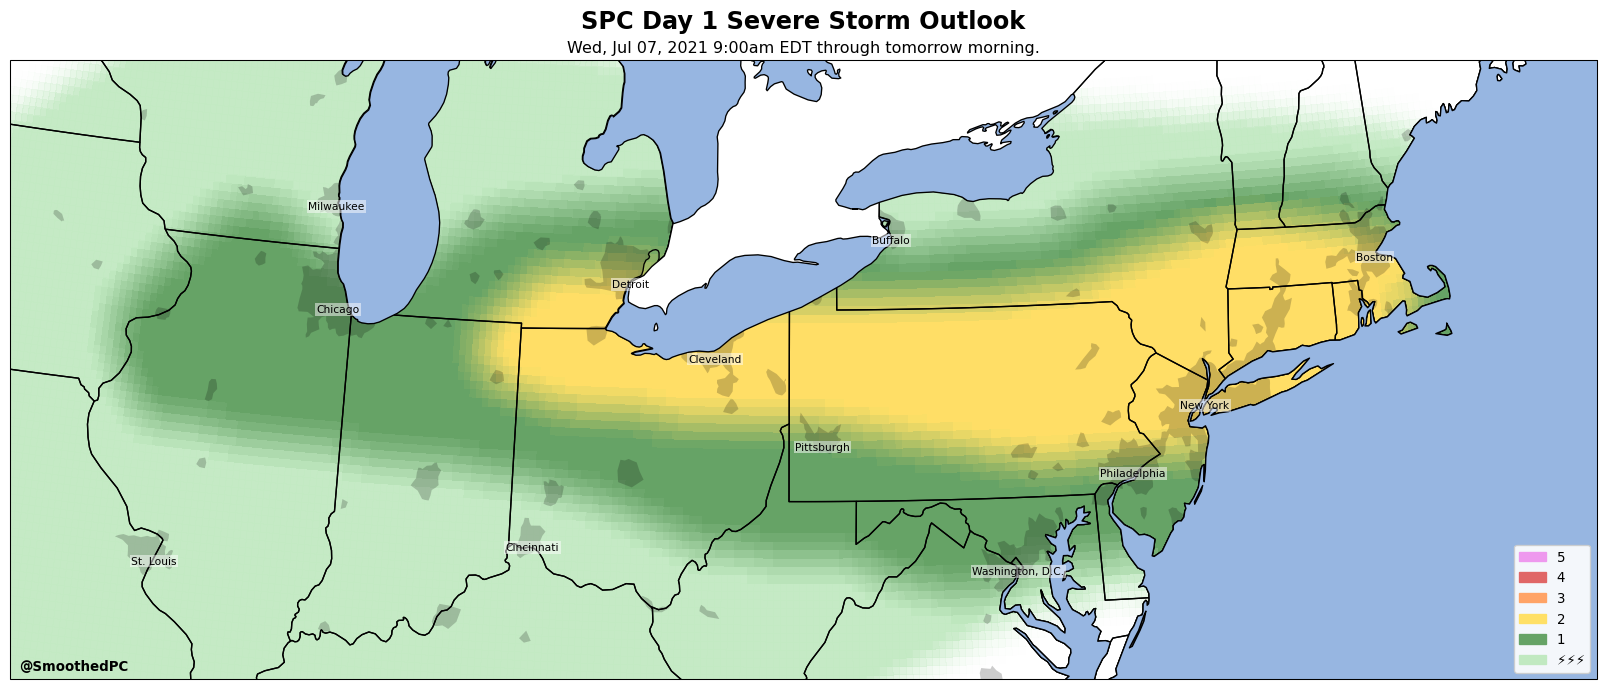 SPC Day 1 Severe Storm Outlook
Wed, Jul 07, 2021 9:00am EDT through tomorrow morning.
Milwaukee
Buffalo
Boston
Detroit
Chicago
Cleveland
New York
Pittsburgh
Philadelphia
Cincinnati
St. Louis
Washington, D.C.
5
4
3
2
1
⚡⚡⚡
@SmoothedPC